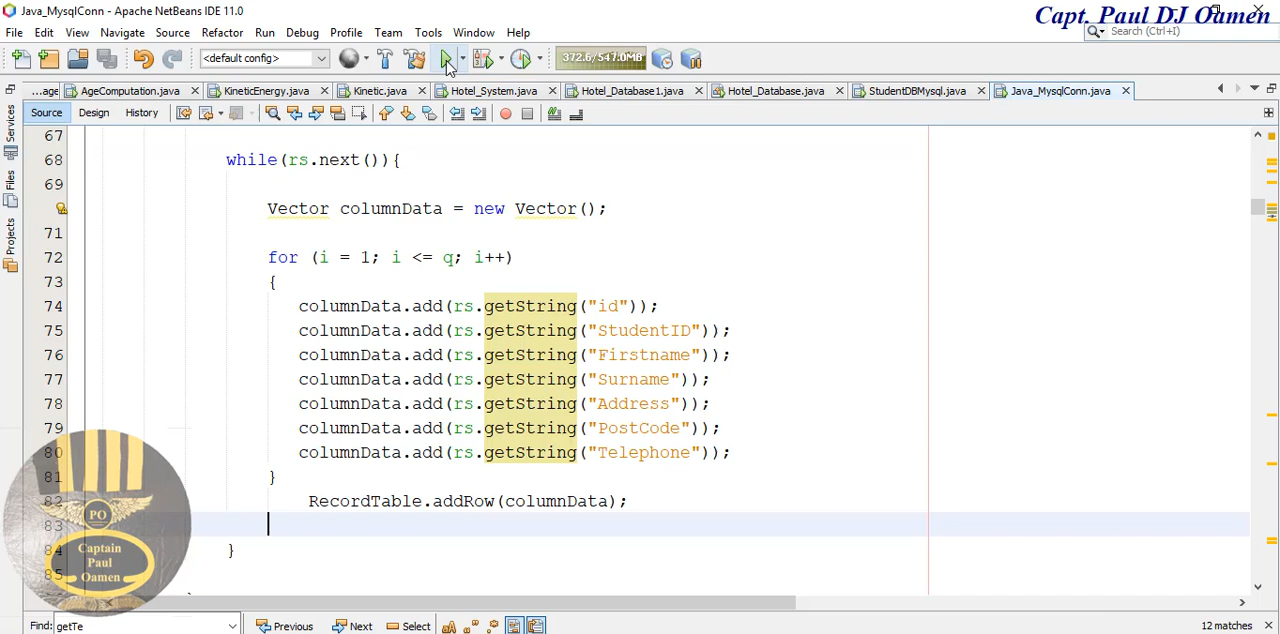 Java_MysqlConn - Apache NetBeans IDE 11.0
Capt. Paul DJ Oamen
File Edit View Navigate Source Refactor Run Debug Profile Team Tools Window Help
Search (Ctrl+I)
<default config>
372.6/547.0MB
...age AgeComputation.java KineticEnergy.java Kinetic.java Hotel_System.java Hotel_Database1.java Hotel_Database.java StudentDBMysql.java Java_MysqlConn.java
Source Design History
Services
Files
Projects
67
68 while(rs.next()){
69
Vector columnData = new Vector();
71
72 for (i = 1; i <= q; i++)
73 {
74 columnData.add(rs.getString("id"));
75 columnData.add(rs.getString("StudentID"));
76 columnData.add(rs.getString("Firstname"));
77 columnData.add(rs.getString("Surname"));
78 columnData.add(rs.getString("Address"));
79 columnData.add(rs.getString("PostCode"));
80 columnData.add(rs.getString("Telephone"));
81 }
82 RecordTable.addRow(columnData);
83
84 }
85
PO
Captain
Paul
Oamen
Find: getTe Previous Next Select 12 matches